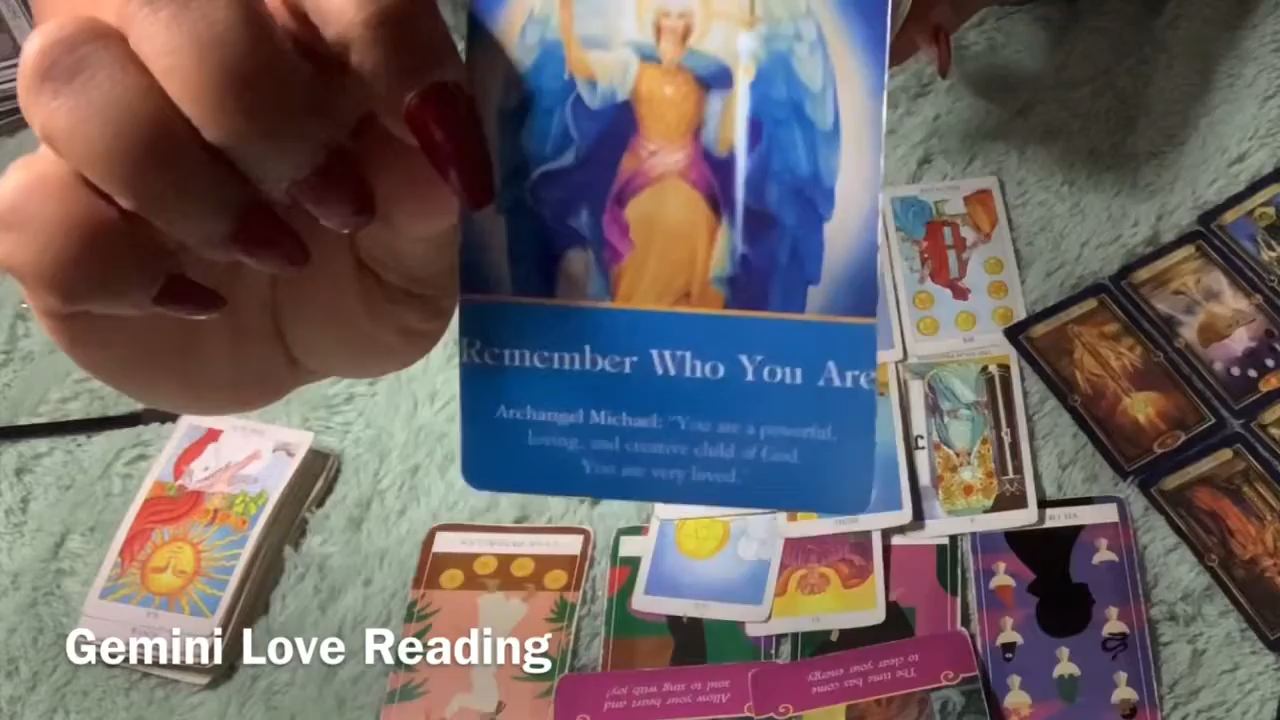 Remember Who You Are
Archangel Michael: "You are a powerful,
loving, and creative child of God.
You are very loved."
The time has come
to clear your energy
Allow your heart and
soul to sing with joy!
Gemini Love Reading